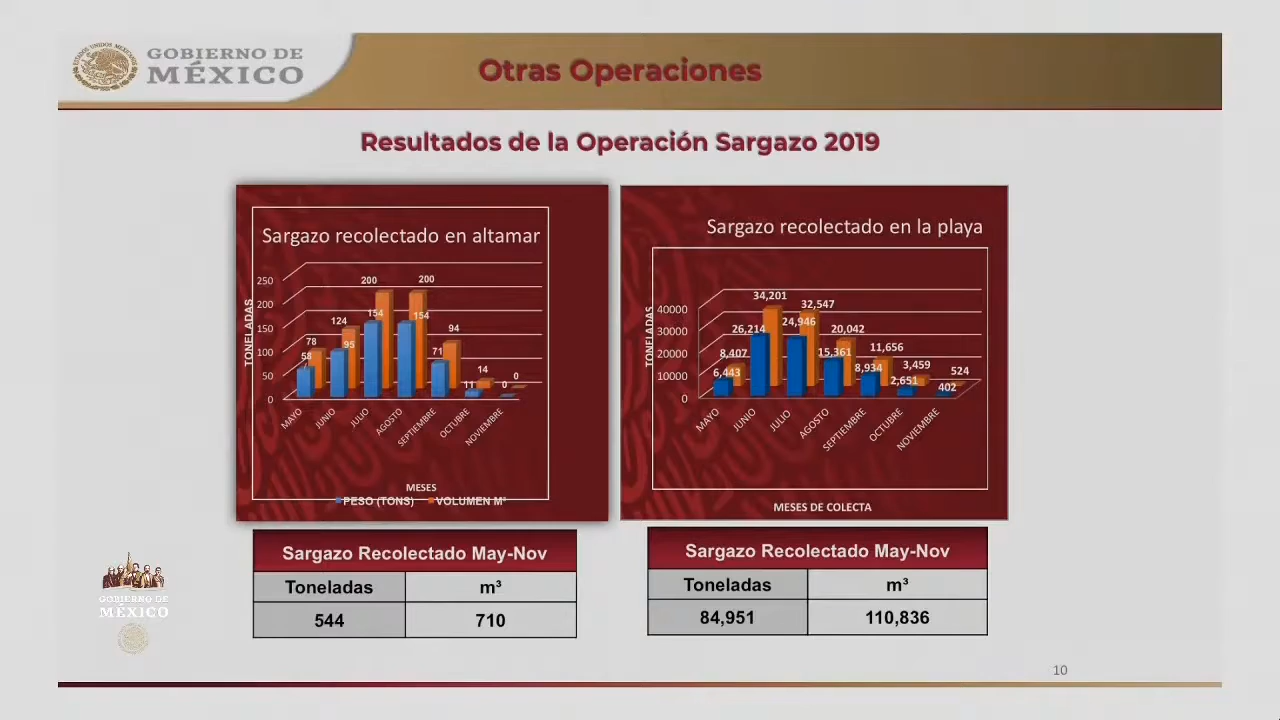 GOBIERNO DE
MÉXICO
Otras Operaciones
Resultados de la Operación Sargazo 2019
Sargazo recolectado en altamar
TONELADAS
250
200
150
100
50
0
58
78
95
124
154
200
154
200
71
94
11
14
0
0
MAYO
JUNIO
JULIO
AGOSTO
SEPTIEMBRE
OCTUBRE
NOVIEMBRE
MESES
PESO (TONS) VOLUMEN M³
Sargazo recolectado en la playa
TONELADAS
40000
30000
20000
10000
0
6,443
8,407
26,214
34,201
24,946
32,547
15,361
20,042
8,934
11,656
2,651
3,459
402
524
MAYO
JUNIO
JULIO
AGOSTO
SEPTIEMBRE
OCTUBRE
NOVIEMBRE
MESES DE COLECTA
Sargazo Recolectado May-Nov
Toneladas m³
544 710
Sargazo Recolectado May-Nov
Toneladas m³
84,951 110,836
GOBIERNO DE
MÉXICO
10